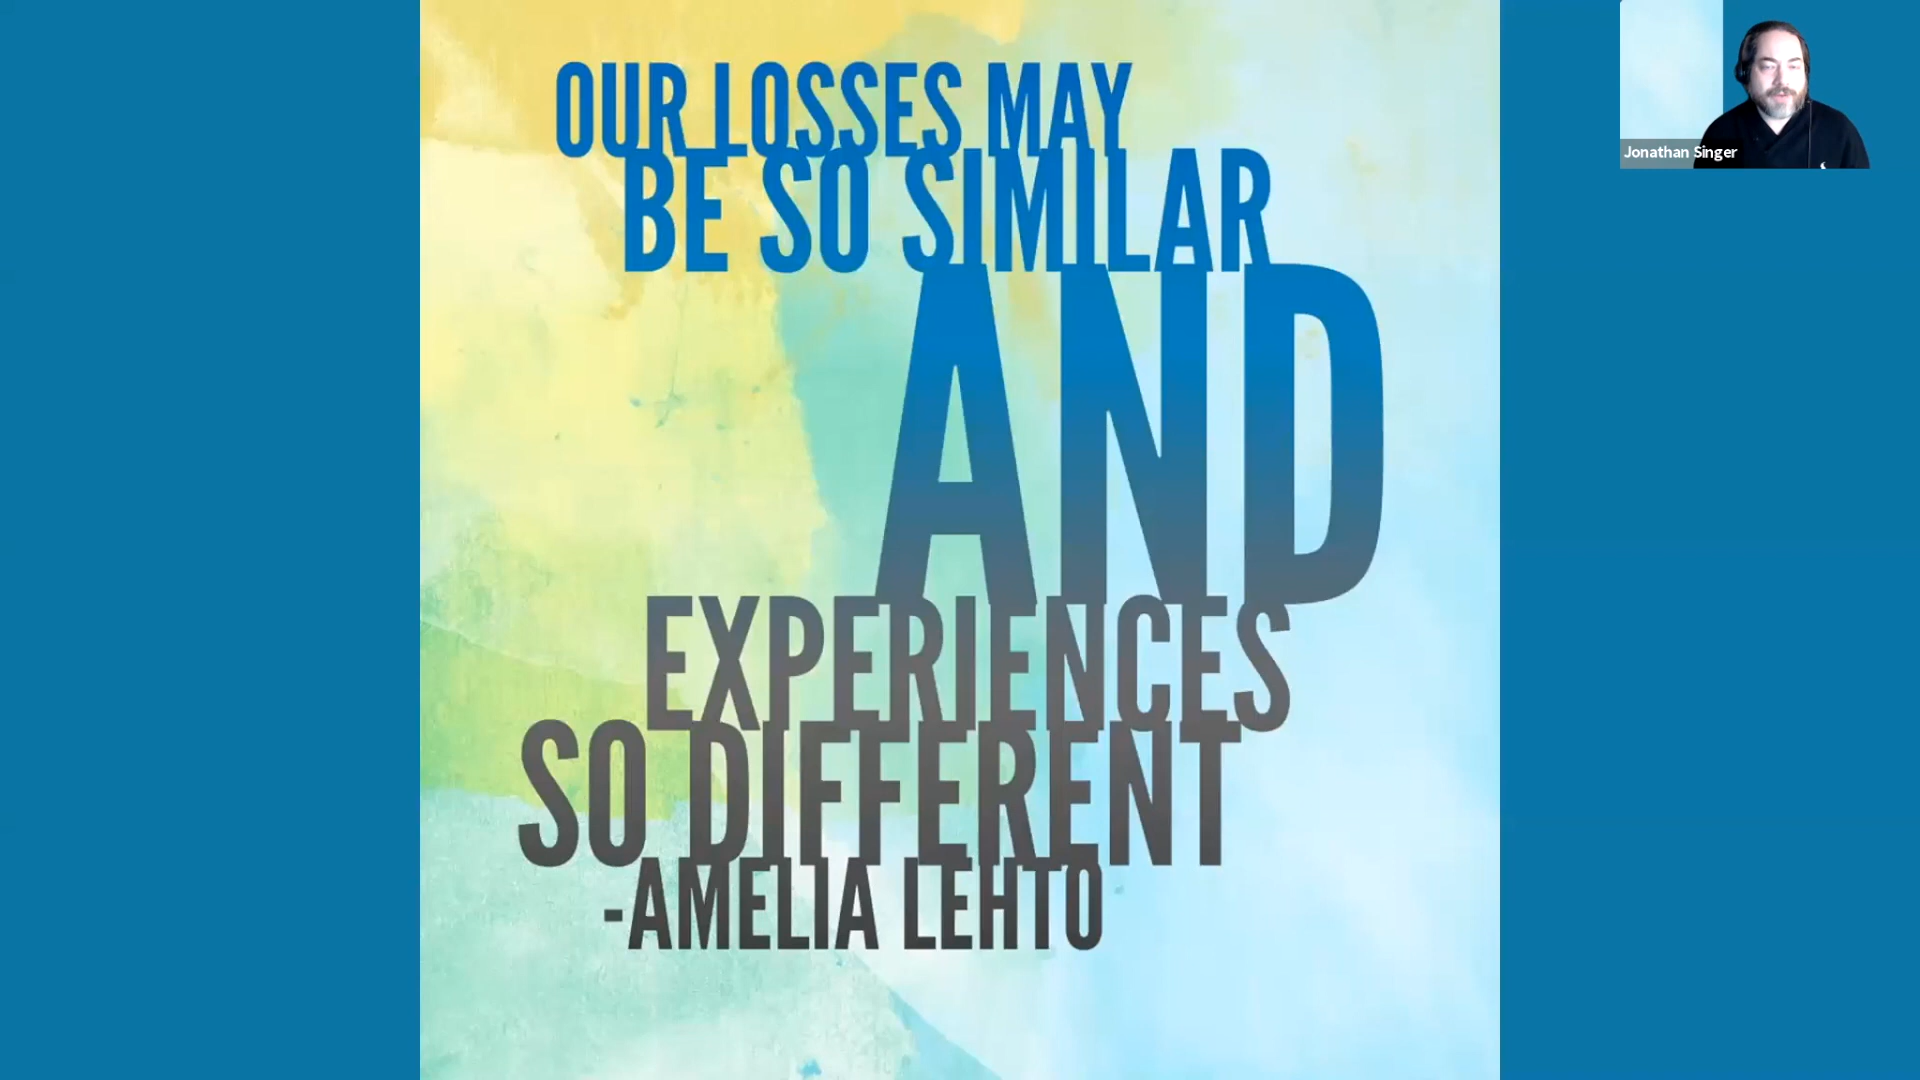 OUR LOSSES MAY
BE SO SIMILAR
AND
EXPERIENCES
SO DIFFERENT
-AMELIA LEHTO
Jonathan Singer